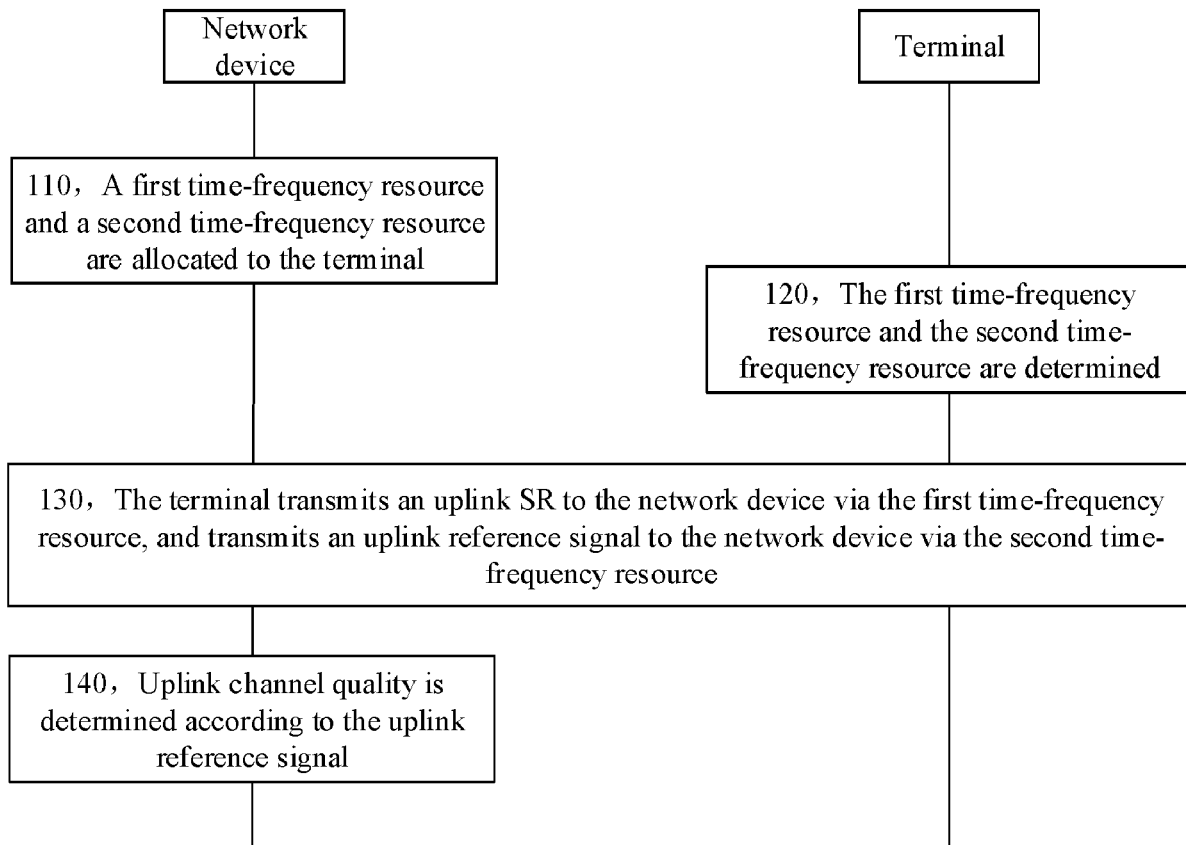 Network
device
Terminal
110，A first time-frequency resource
and a second time-frequency resource
are allocated to the terminal
120，The first time-frequency
resource and the second time-
frequency resource are determined
130，The terminal transmits an uplink SR to the network device via the first time-frequency
resource, and transmits an uplink reference signal to the network device via the second time-
frequency resource
140，Uplink channel quality is
determined according to the uplink
reference signal